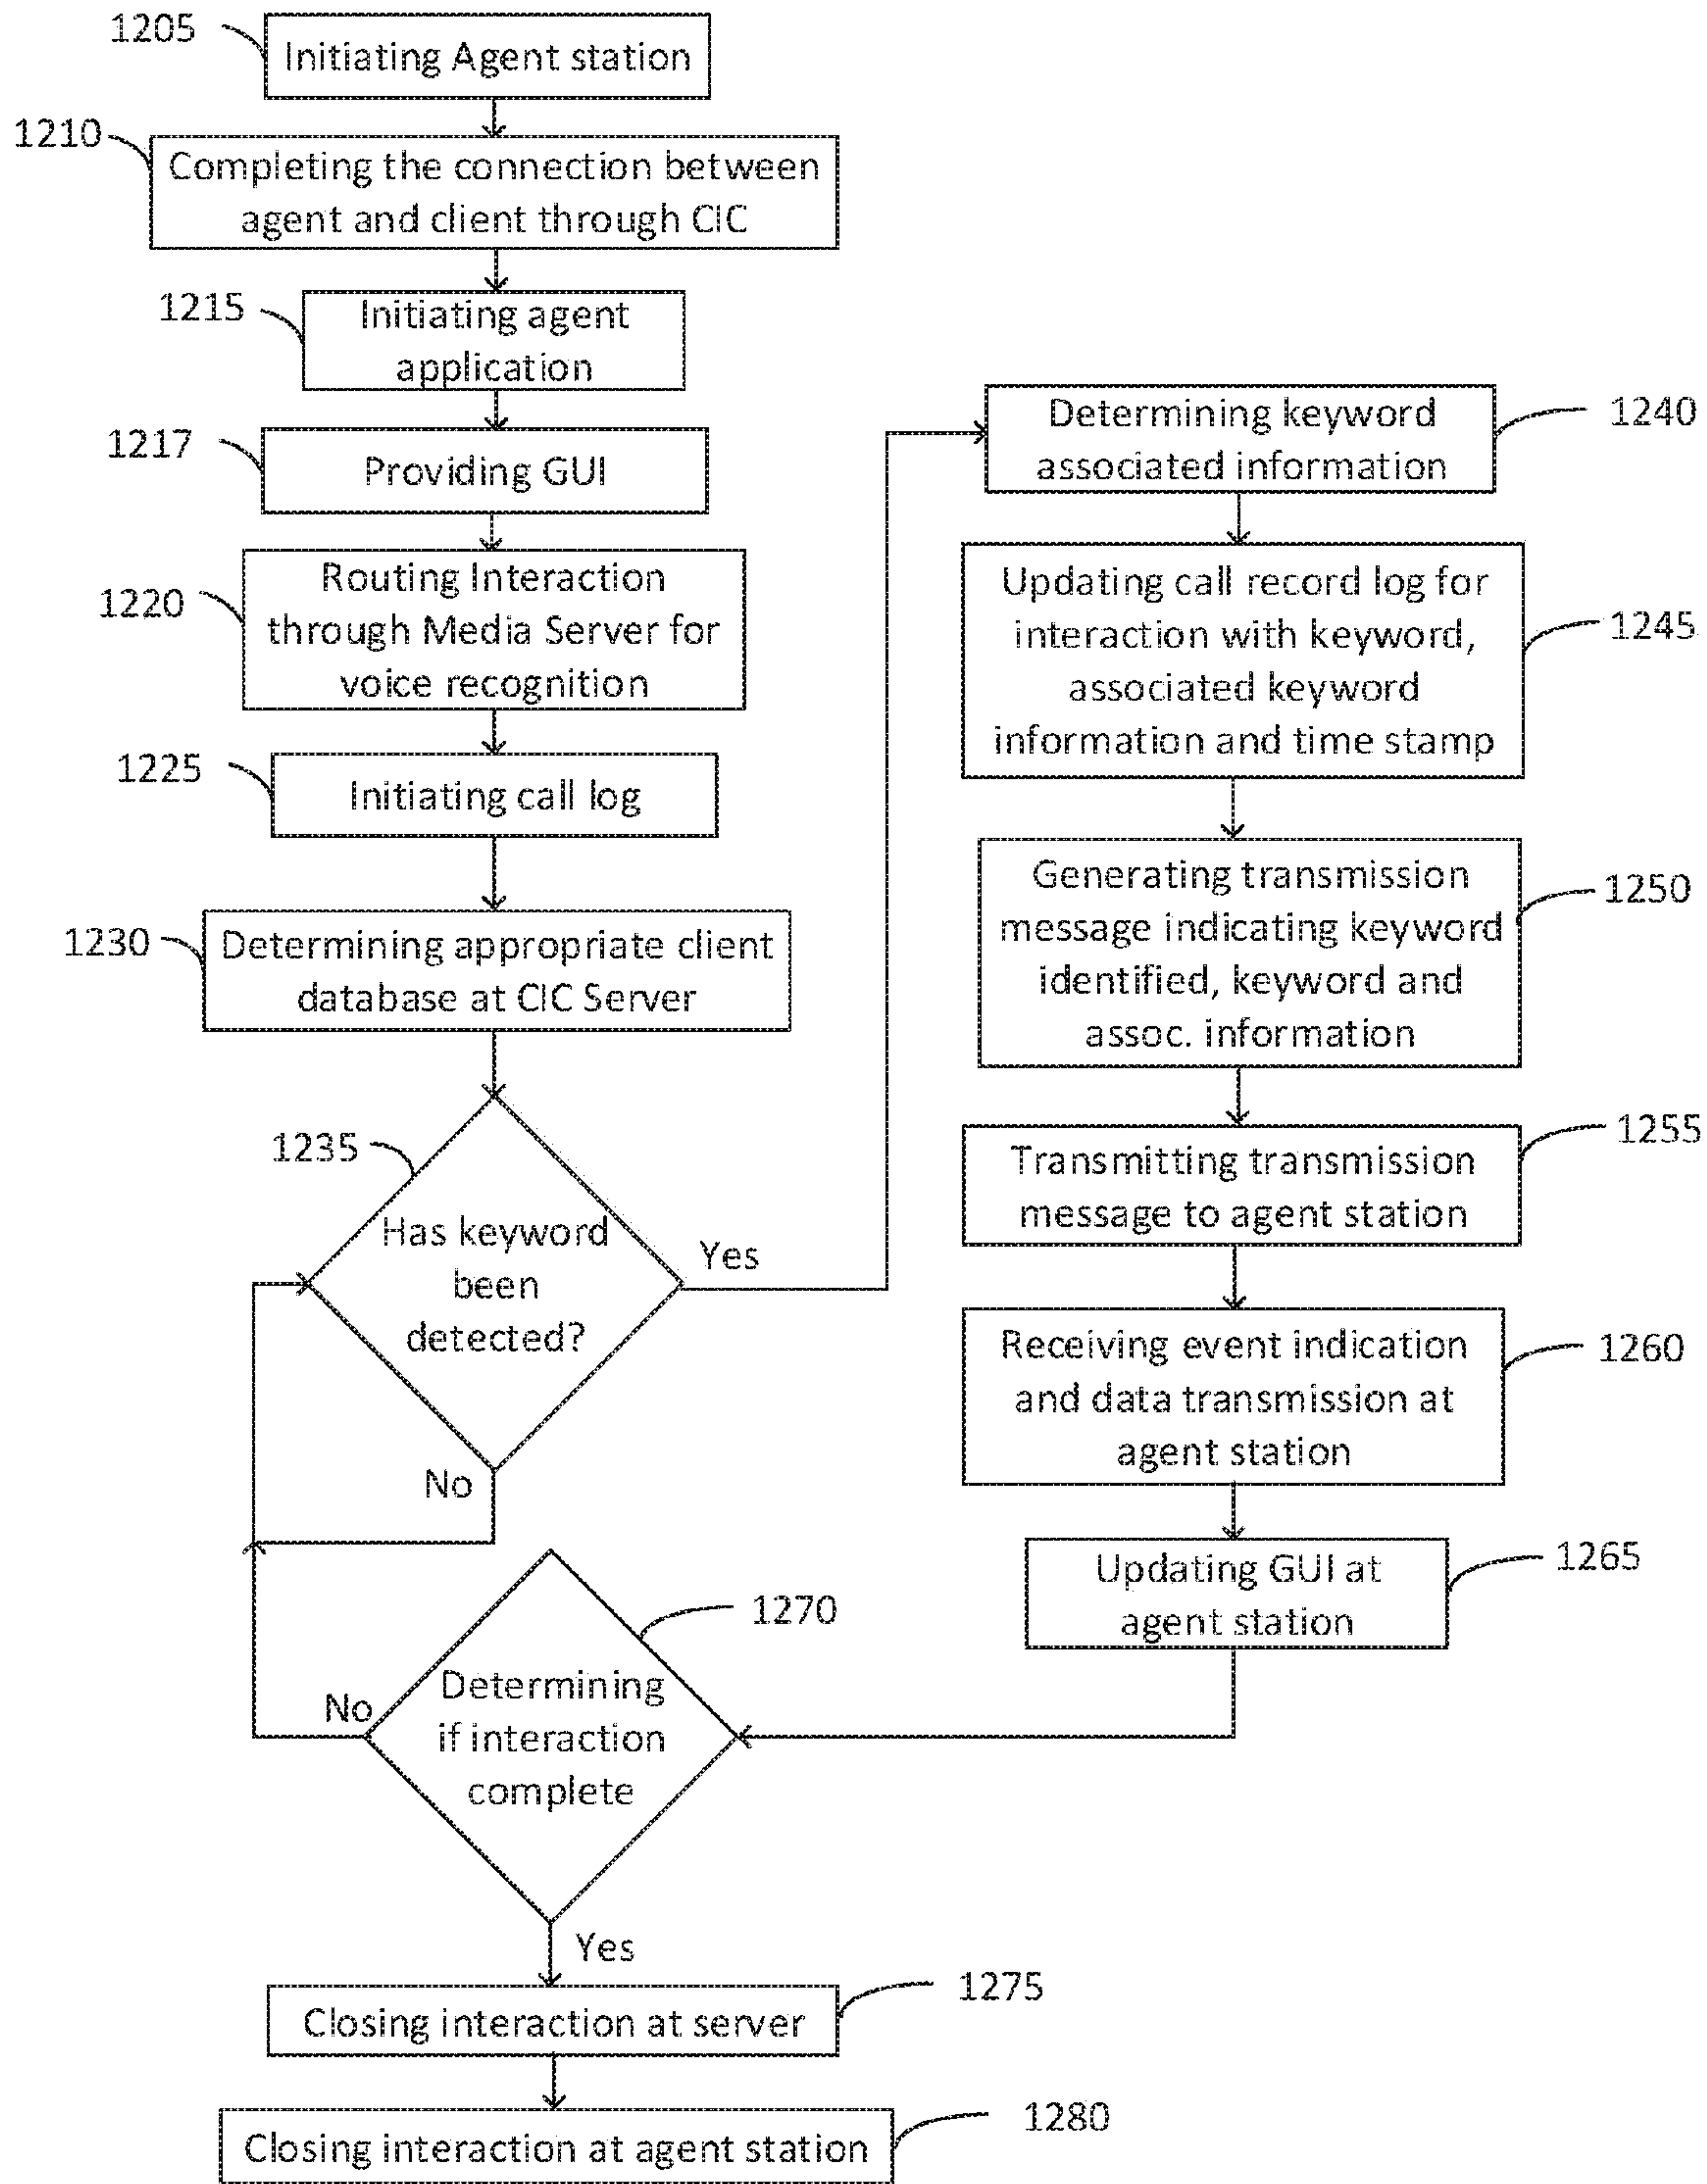 1205
Initiating Agent station
1210
Completing the connection between
agent and client through CIC
1215
Initiating agent
application
1217
Providing GUI
1220
Routing Interaction
through Media Server for
voice recognition
1225
Initiating call log
1230
Determining appropriate client
database at CIC Server
1235
Has keyword
been
detected?
Yes
No
1240
Determining keyword
associated information
1245
Updating call record log for
interaction with keyword,
associated keyword
information and time stamp
1250
Generating transmission
message indicating keyword
identified, keyword and
assoc. information
1255
Transmitting transmission
message to agent station
1260
Receiving event indication
and data transmission at
agent station
1265
Updating GUI at
agent station
1270
Determining
if interaction
complete
No
Yes
1275
Closing interaction at server
1280
Closing interaction at agent station